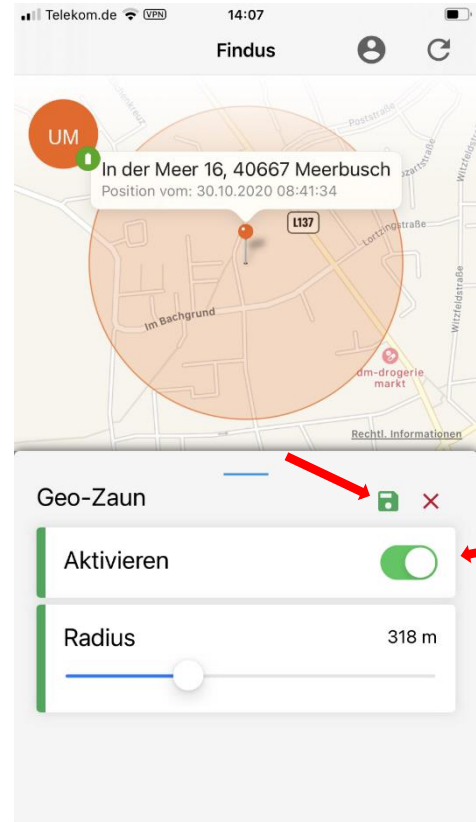 Telekom.de VPN 14:07
Findus
UM
Poststraße
In der Meer 16, 40667 Meerbusch
Position vom: 30.10.2020 08:41:34
L137
Lortzingstraße
Witzfeldstraße
Im Bachgrund
dm-drogerie
markt
Rechtl. Informationen
Geo-Zaun
Aktivieren
Radius 318 m